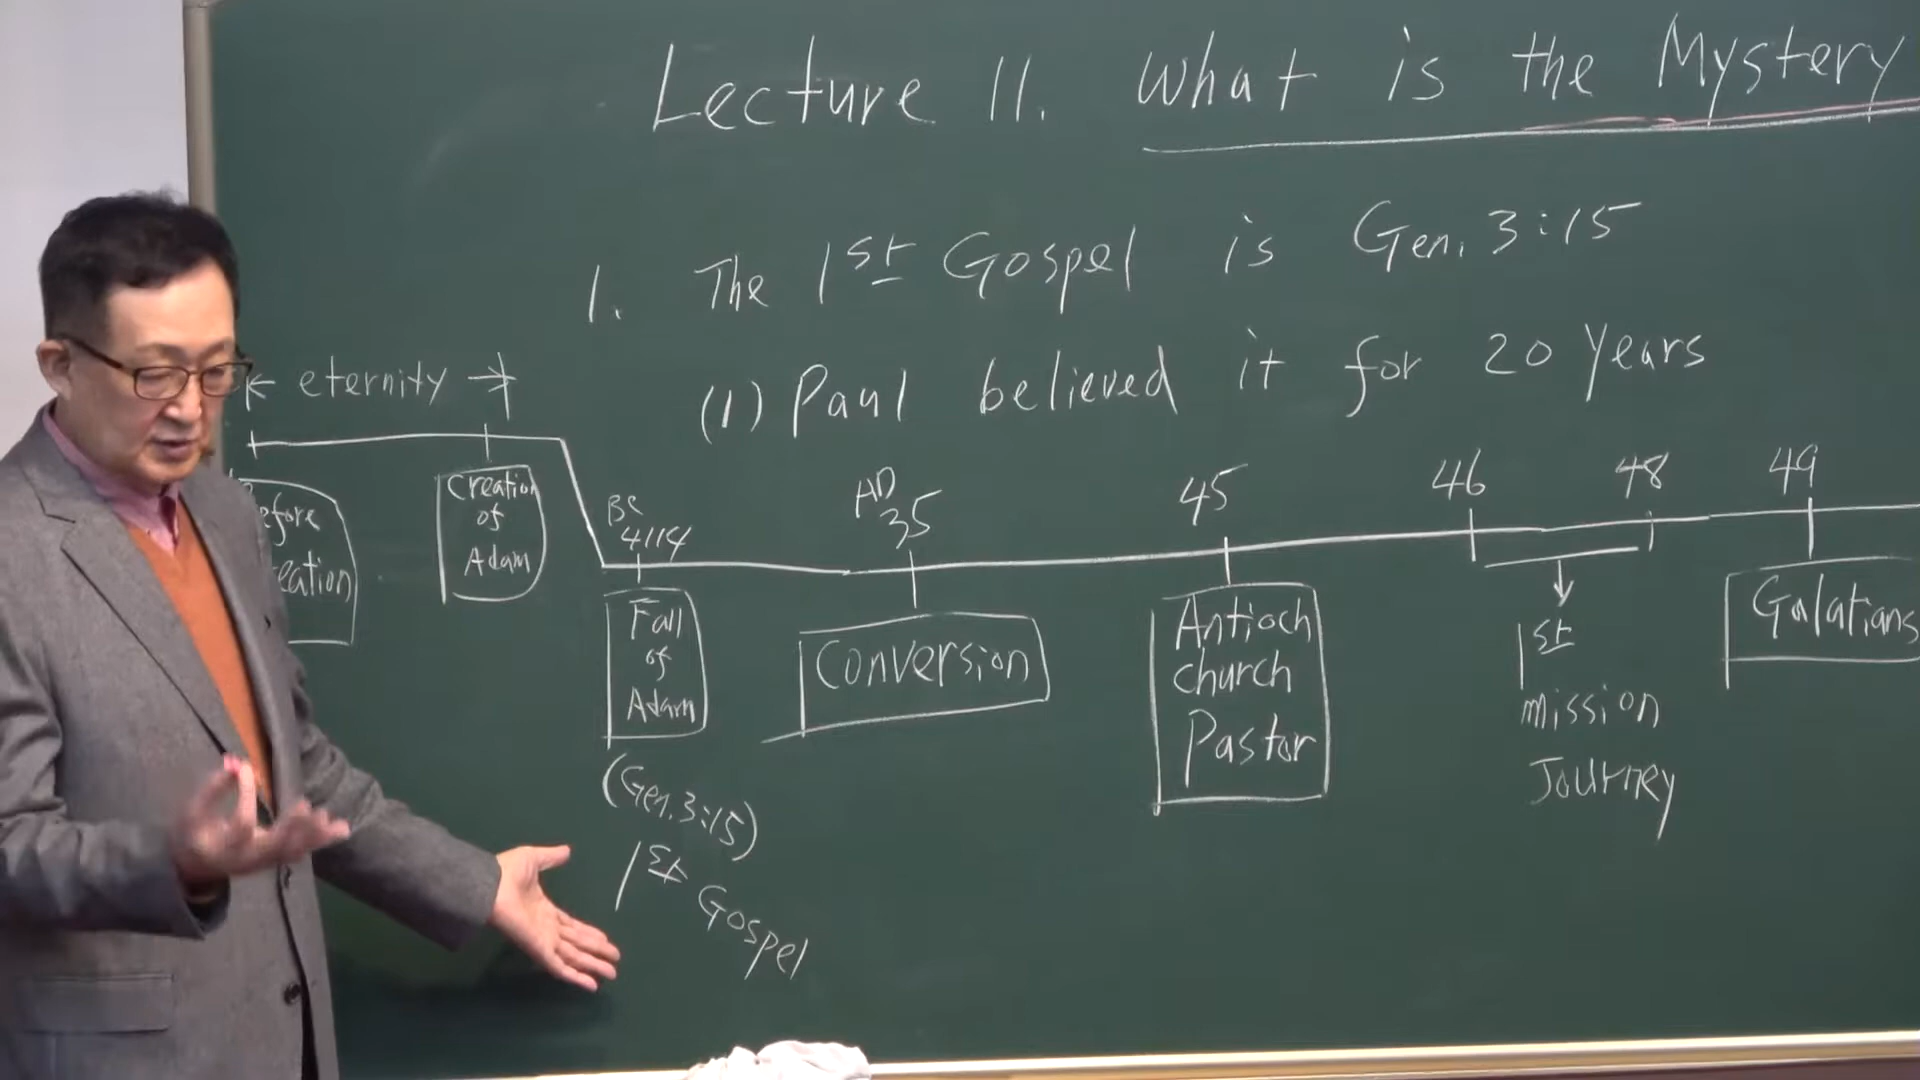 Lecture 11. What is the Mystery
1. The 1st Gospel is Gen. 3:15
(1) Paul believed it for 20 Years
eternity
Creation
of
Adam
BC
4114
Fall
of
Adam
(Gen. 3:15)
1st Gospel
AD
35
Conversion
45
Antioch
church
Pastor
46
48
1st
mission
Journey
49
Galatians